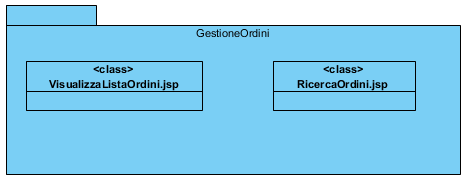 GestioneOrdini
<class>
VisualizzaListaOrdini.jsp
<class>
RicercaOrdini.jsp